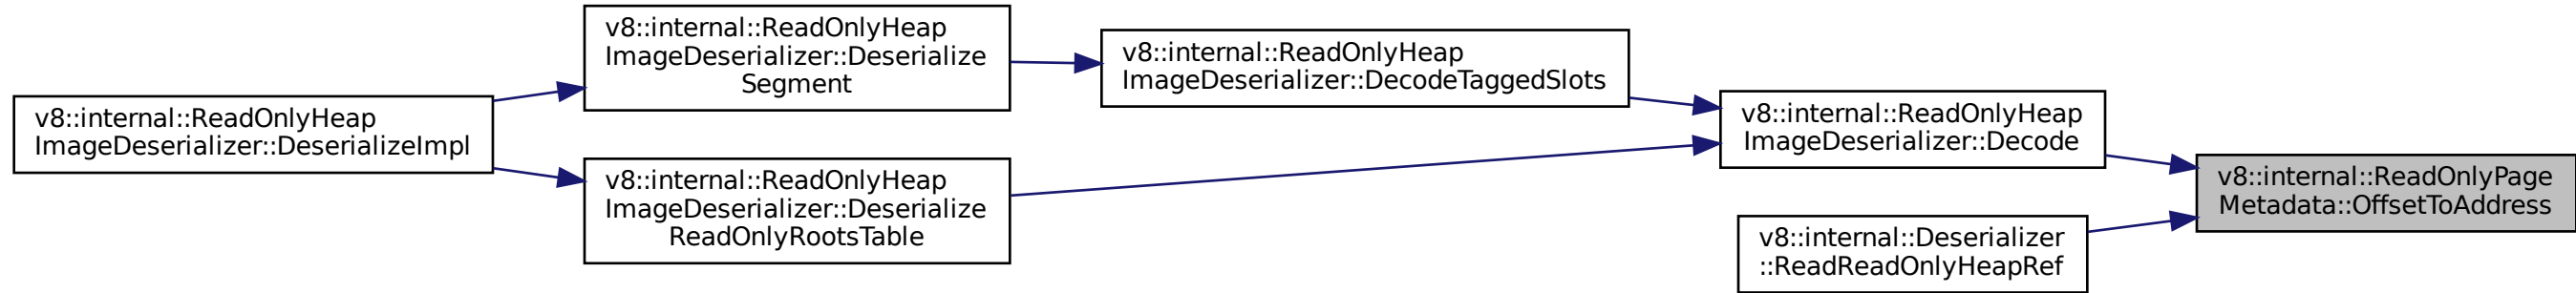 v8::internal::ReadOnlyHeap
ImageDeserializer::DeserializeImpl
v8::internal::ReadOnlyHeap
ImageDeserializer::Deserialize
Segment
v8::internal::ReadOnlyHeap
ImageDeserializer::Deserialize
ReadOnlyRootsTable
v8::internal::ReadOnlyHeap
ImageDeserializer::DecodeTaggedSlots
v8::internal::ReadOnlyHeap
ImageDeserializer::Decode
v8::internal::Deserializer
::ReadReadOnlyHeapRef
v8::internal::ReadOnlyPage
Metadata::OffsetToAddress